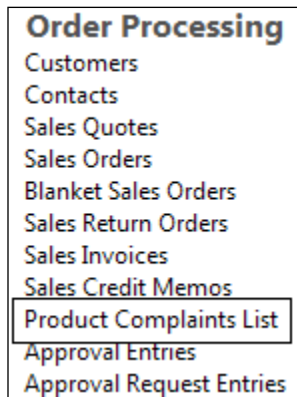 Order Processing
Customers
Contacts
Sales Quotes
Sales Orders
Blanket Sales Orders
Sales Return Orders
Sales Invoices
Sales Credit Memos
Product Complaints List
Approval Entries
Approval Request Entries